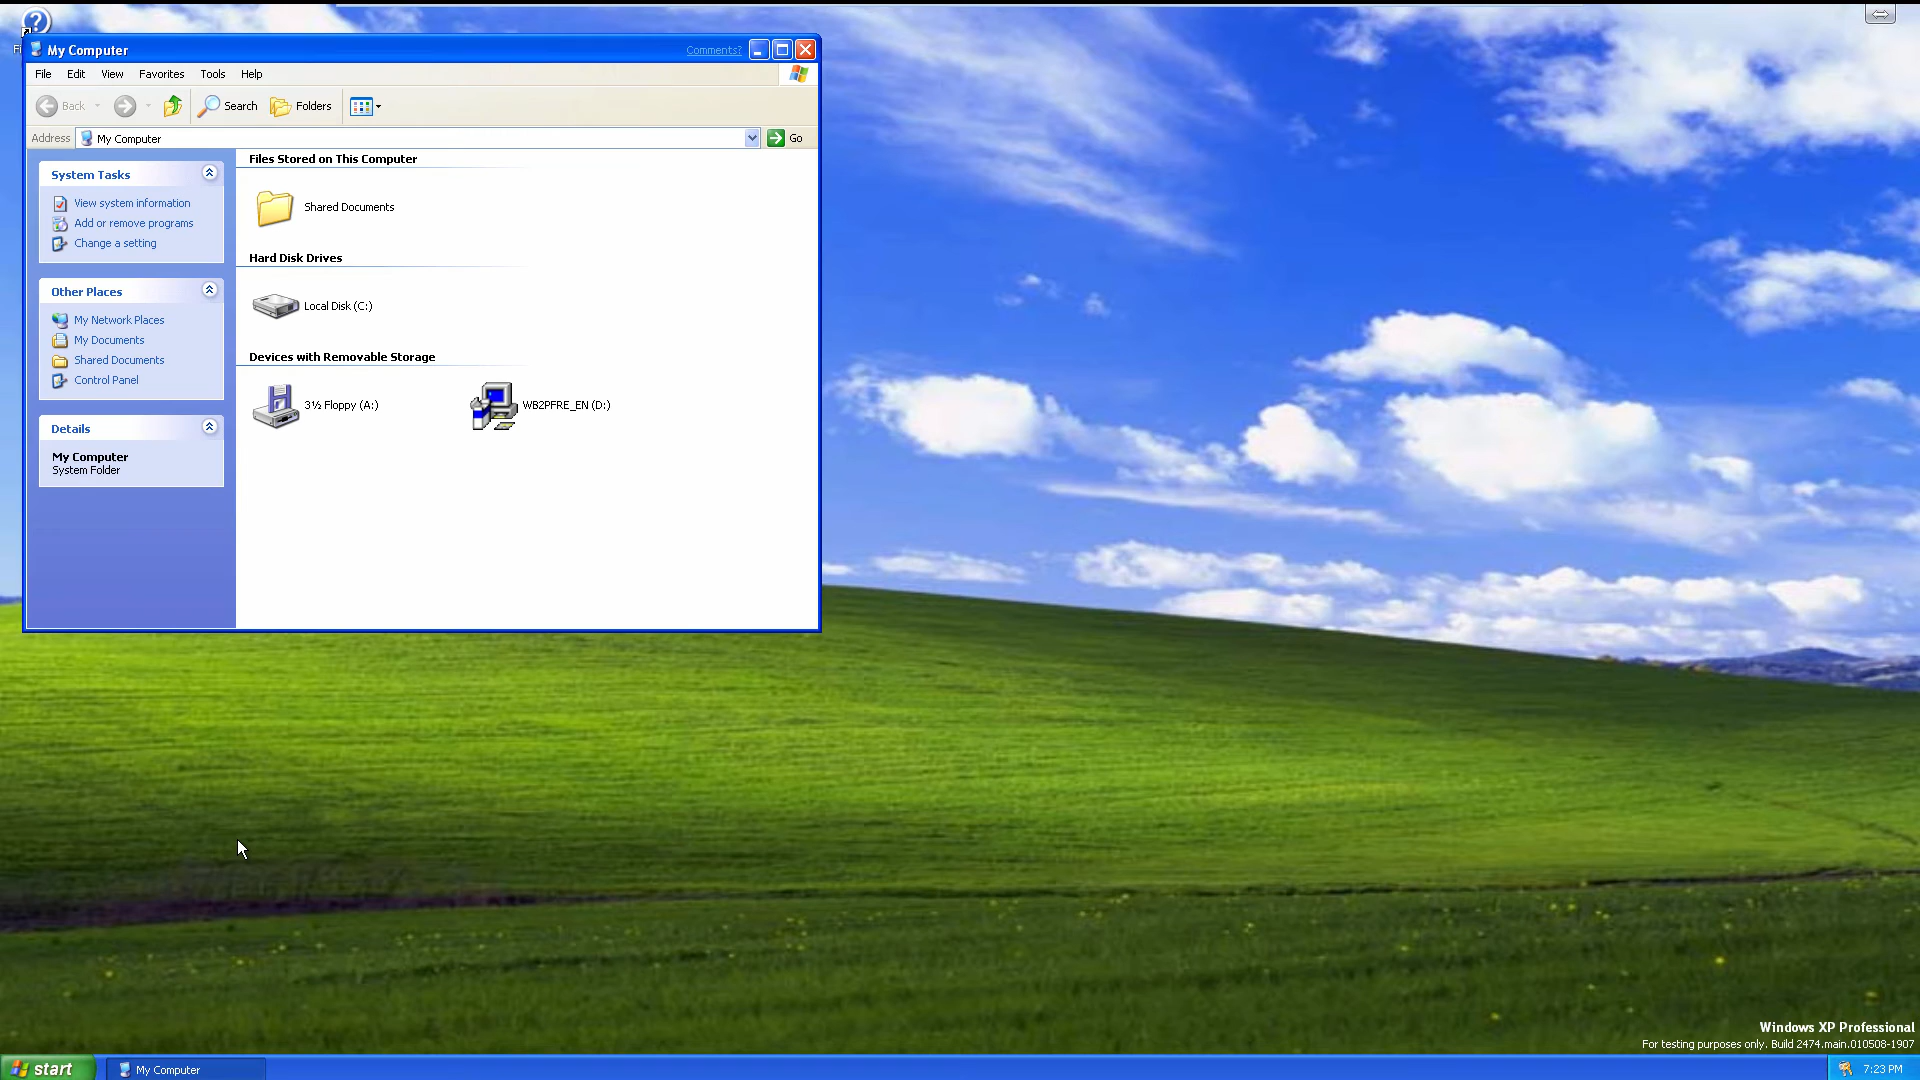 Fi
My Computer
Comments?
File Edit View Favorites Tools Help
Back Search Folders
Address My Computer Go
System Tasks
View system information
Add or remove programs
Change a setting
Other Places
My Network Places
My Documents
Shared Documents
Control Panel
Details
My Computer
System Folder
Files Stored on This Computer
Shared Documents
Hard Disk Drives
Local Disk (C:)
Devices with Removable Storage
3½ Floppy (A:) WB2PFRE_EN (D:)
Windows XP Professional
For testing purposes only. Build 2474.main.010508-1907
start My Computer 7:23 PM